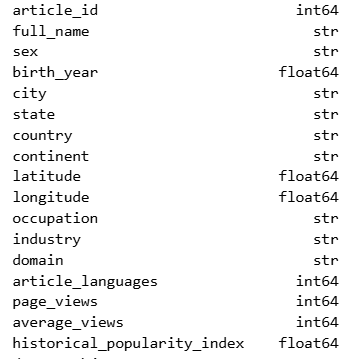 article_id int64
full_name str
sex str
birth_year float64
city str
state str
country str
continent str
latitude float64
longitude float64
occupation str
industry str
domain str
article_languages int64
page_views int64
average_views int64
historical_popularity_index float64